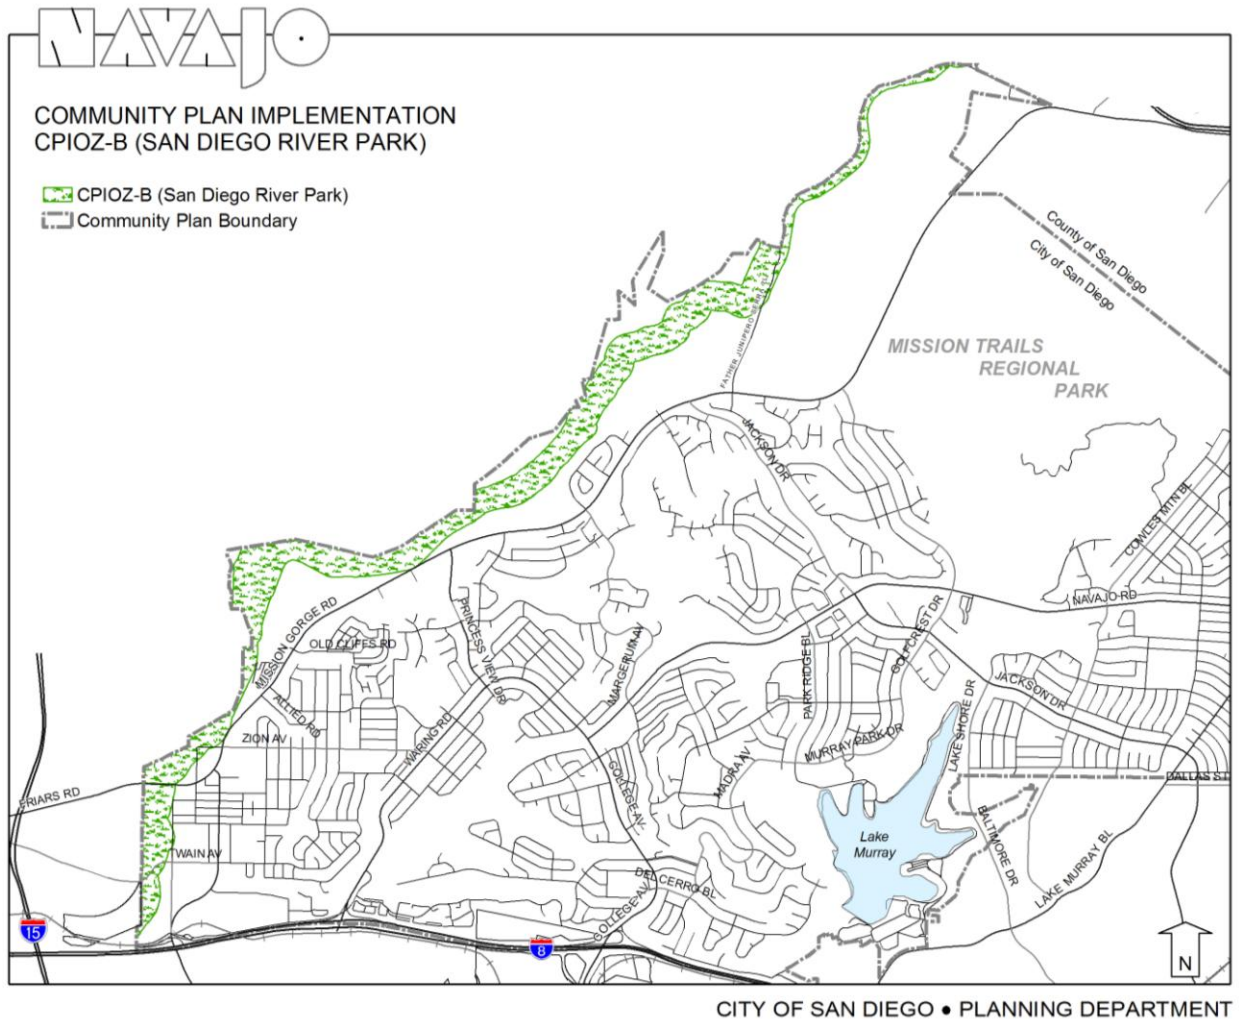 NAVAJO
COMMUNITY PLAN IMPLEMENTATION
CPIOZ-B (SAN DIEGO RIVER PARK)
CPIOZ-B (San Diego River Park)
Community Plan Boundary
County of San Diego
City of San Diego
MISSION TRAILS
REGIONAL
PARK
JACKSON DR
COWLES MTN BL
NAVAJO RD
MISSION GORGE RD
OLD CLIFFS RD
PRINCESS VIEW DR
MARGERUM AV
PARK RIDGE BL
GOLFCREST DR
JACKSON DR
ALLIED RD
ZION AV
WARING RD
MADRA AV
MURRAY PARK DR
LAKE SHORE DR
COLLEGE AV
DALLAS ST
FRIARS RD
TWAIN AV
Lake
Murray
BALTIMORE DR
LAKE MURRAY BL
DEL CERRO BL
COLLEGE AV
15
8
N
CITY OF SAN DIEGO ● PLANNING DEPARTMENT